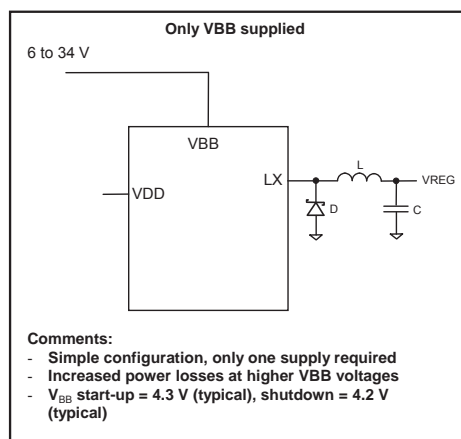 Only VBB supplied
6 to 34 V
VBB
LX
L
VREG
VDD
D
C
Comments:
- Simple configuration, only one supply required
- Increased power losses at higher VBB voltages
- VBB start-up = 4.3 V (typical), shutdown = 4.2 V
(typical)